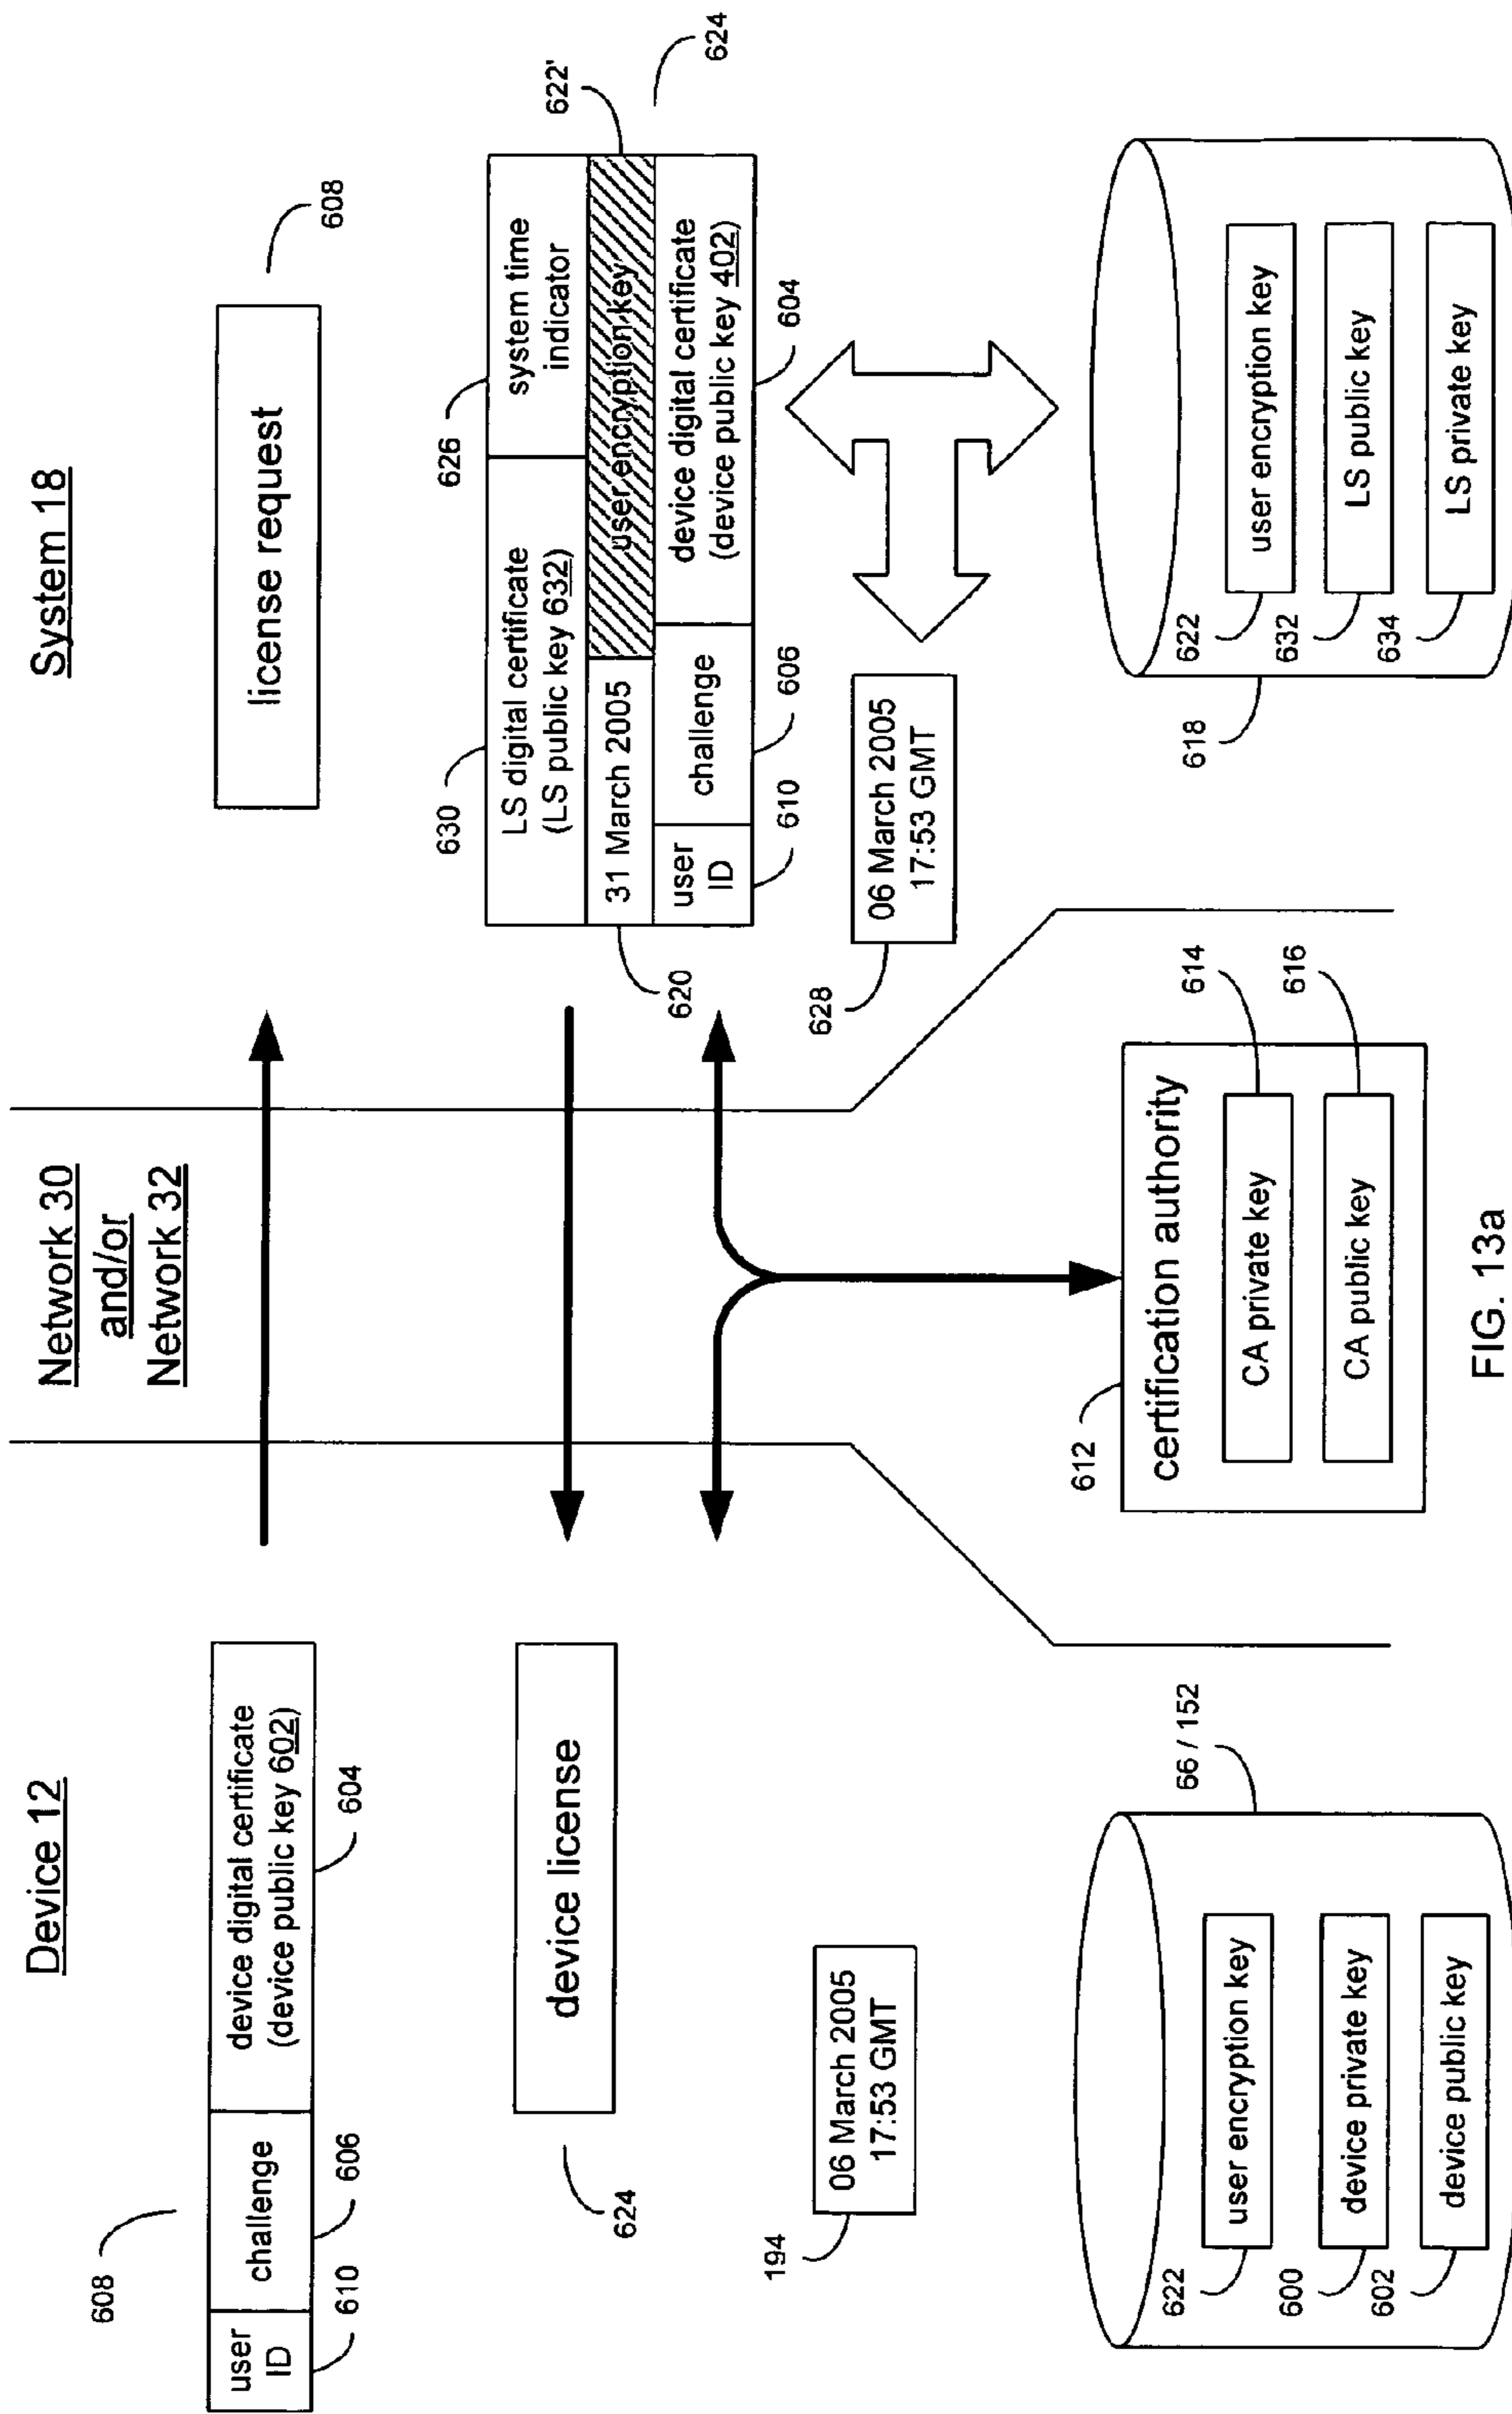 Device 12
Network 30
and/or
Network 32
System 18
608
user
ID
challenge
device digital certificate
(device public key 602)
610
606
604
license request
608
device license
624
630
626
LS digital certificate
(LS public key 632)
system time
indicator
622'
31 March 2005
user encryption key
624
user
ID
challenge
device digital certificate
(device public key 402)
620
610
606
604
194
06 March 2005
17:53 GMT
628
06 March 2005
17:53 GMT
66 / 152
622
user encryption key
600
device private key
602
device public key
612
certification authority
CA private key
614
CA public key
616
618
622
user encryption key
632
LS public key
634
LS private key
FIG. 13a